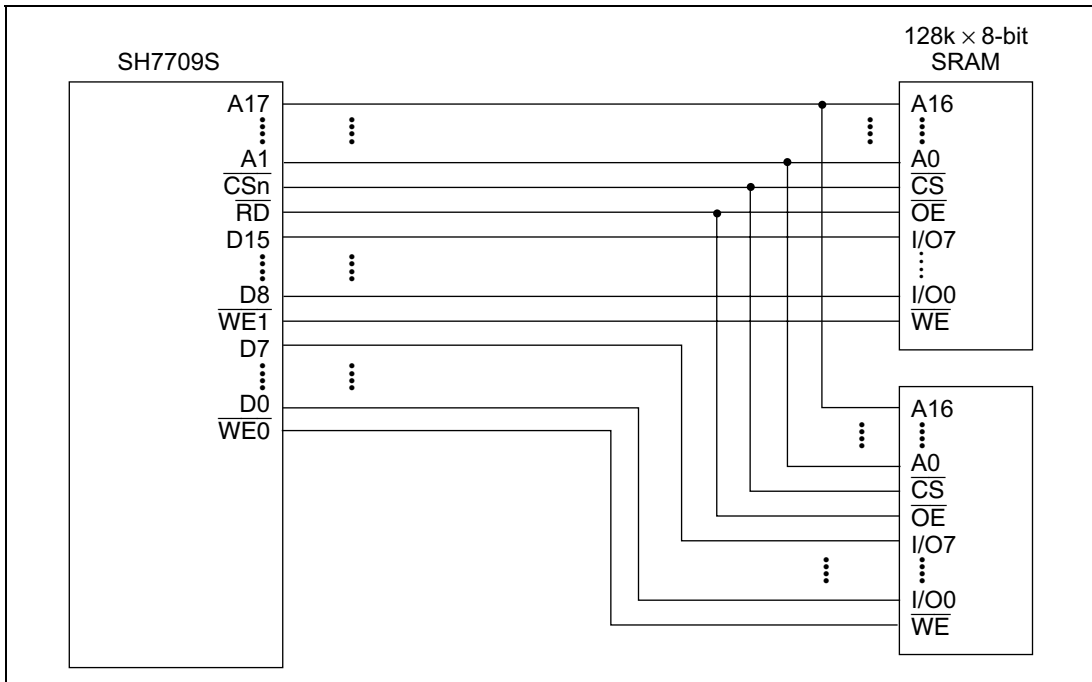 SH7709S
A17
A1
CSn
RD
D15
D8
WE1
D7
D0
WE0
128k × 8-bit
SRAM
A16
A0
CS
OE
I/O7
I/O0
WE
A16
A0
CS
OE
I/O7
I/O0
WE